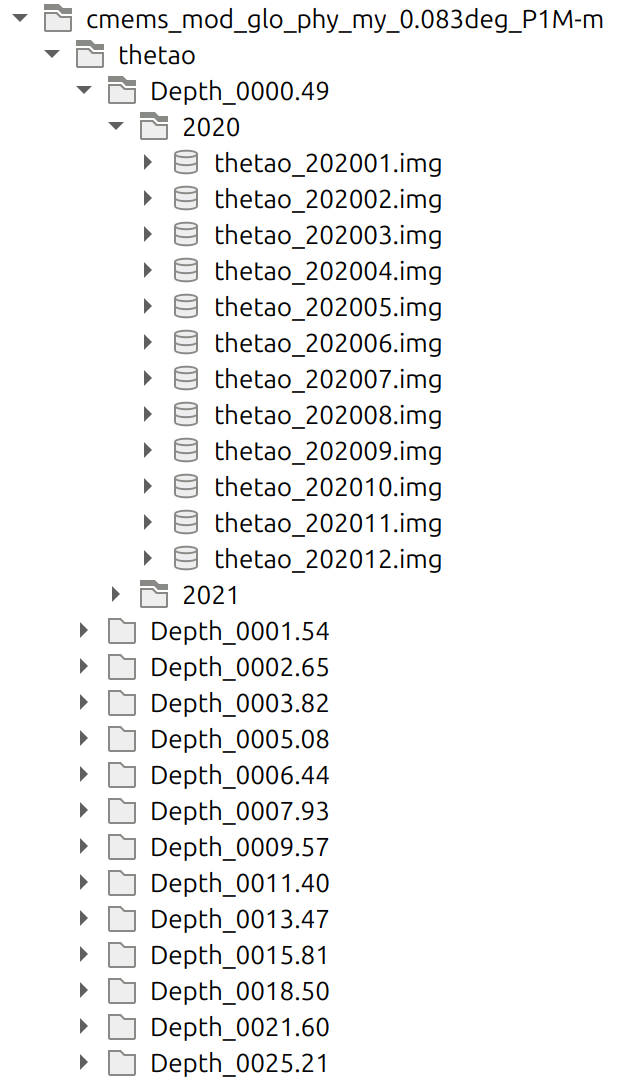 cmems_mod_glo_phy_my_0.083deg_P1M-m
thetao
Depth_0000.49
2020
thetao_202001.img
thetao_202002.img
thetao_202003.img
thetao_202004.img
thetao_202005.img
thetao_202006.img
thetao_202007.img
thetao_202008.img
thetao_202009.img
thetao_202010.img
thetao_202011.img
thetao_202012.img
2021
Depth_0001.54
Depth_0002.65
Depth_0003.82
Depth_0005.08
Depth_0006.44
Depth_0007.93
Depth_0009.57
Depth_0011.40
Depth_0013.47
Depth_0015.81
Depth_0018.50
Depth_0021.60
Depth_0025.21